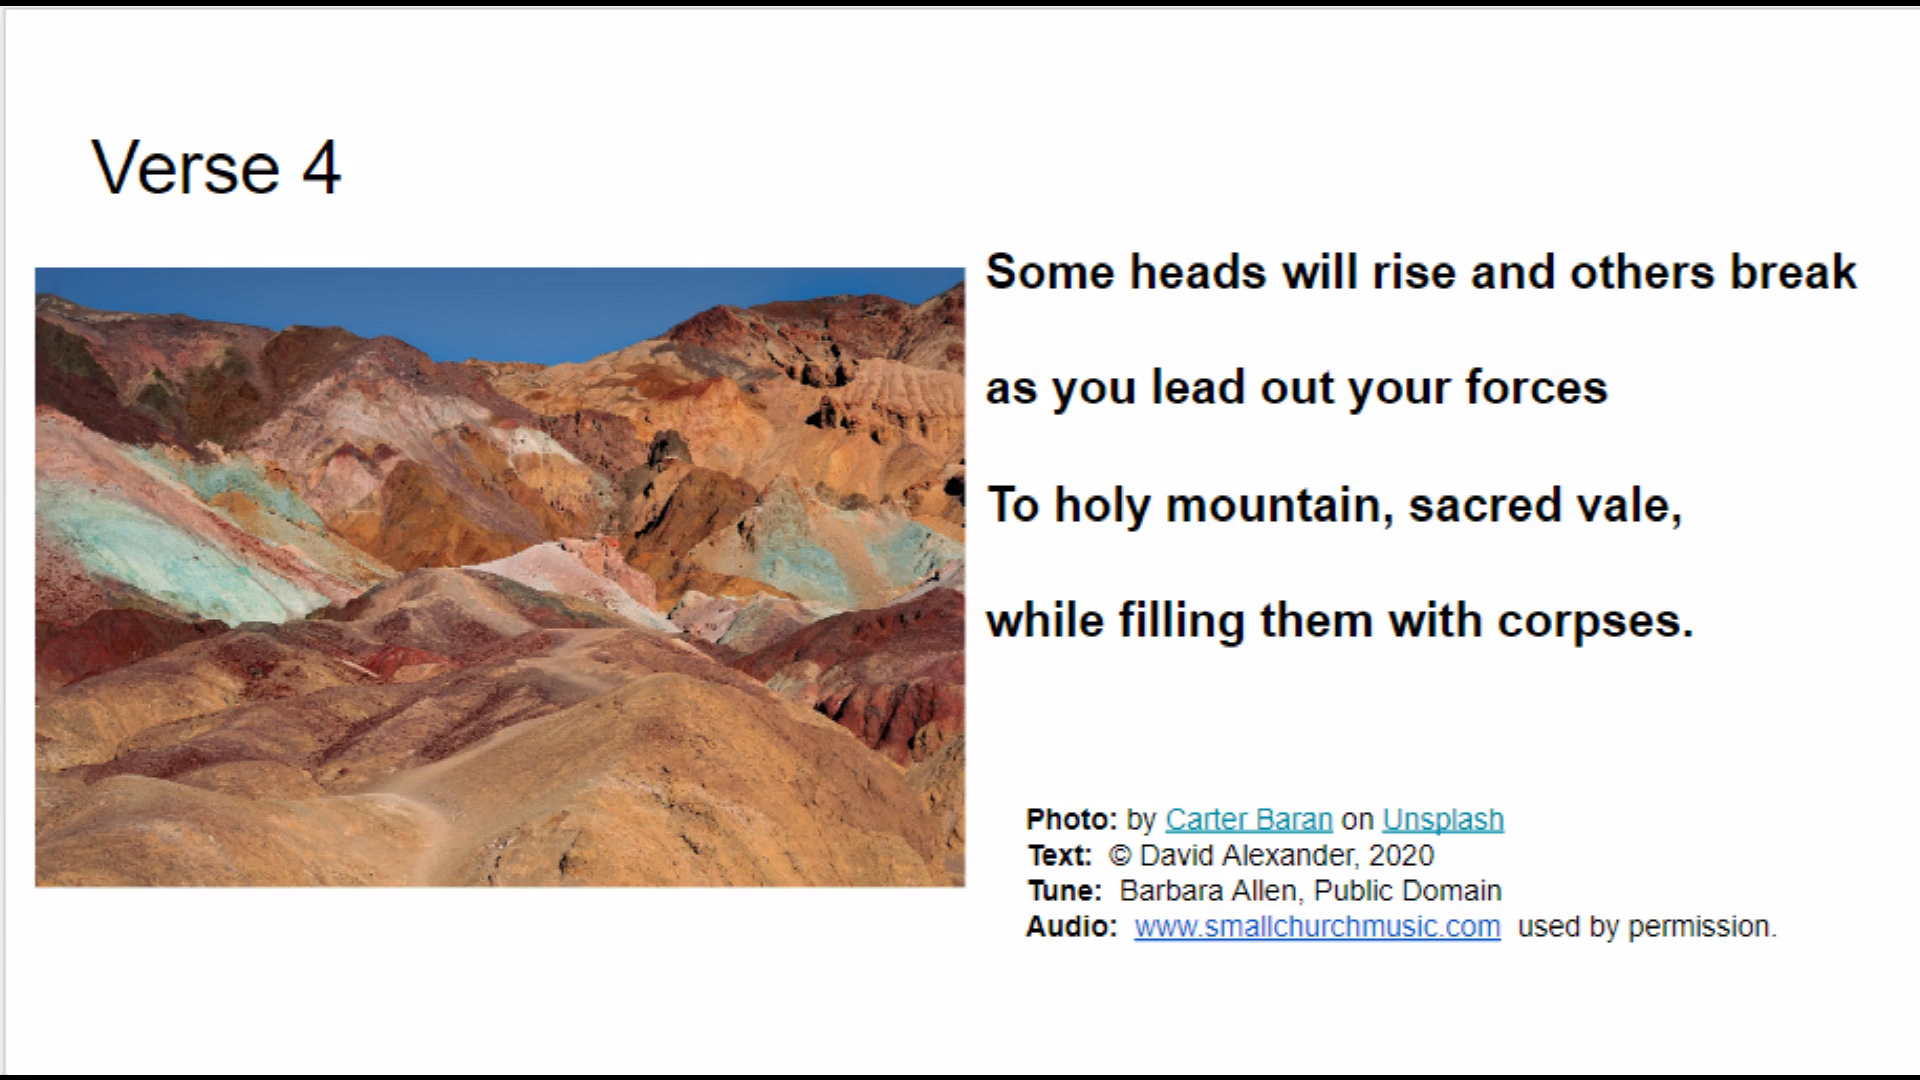 Verse 4
Some heads will rise and others break
as you lead out your forces
To holy mountain, sacred vale,
while filling them with corpses.
Photo: by Carter Baran on Unsplash
Text: © David Alexander, 2020
Tune: Barbara Allen, Public Domain
Audio: www.smallchurchmusic.com used by permission.